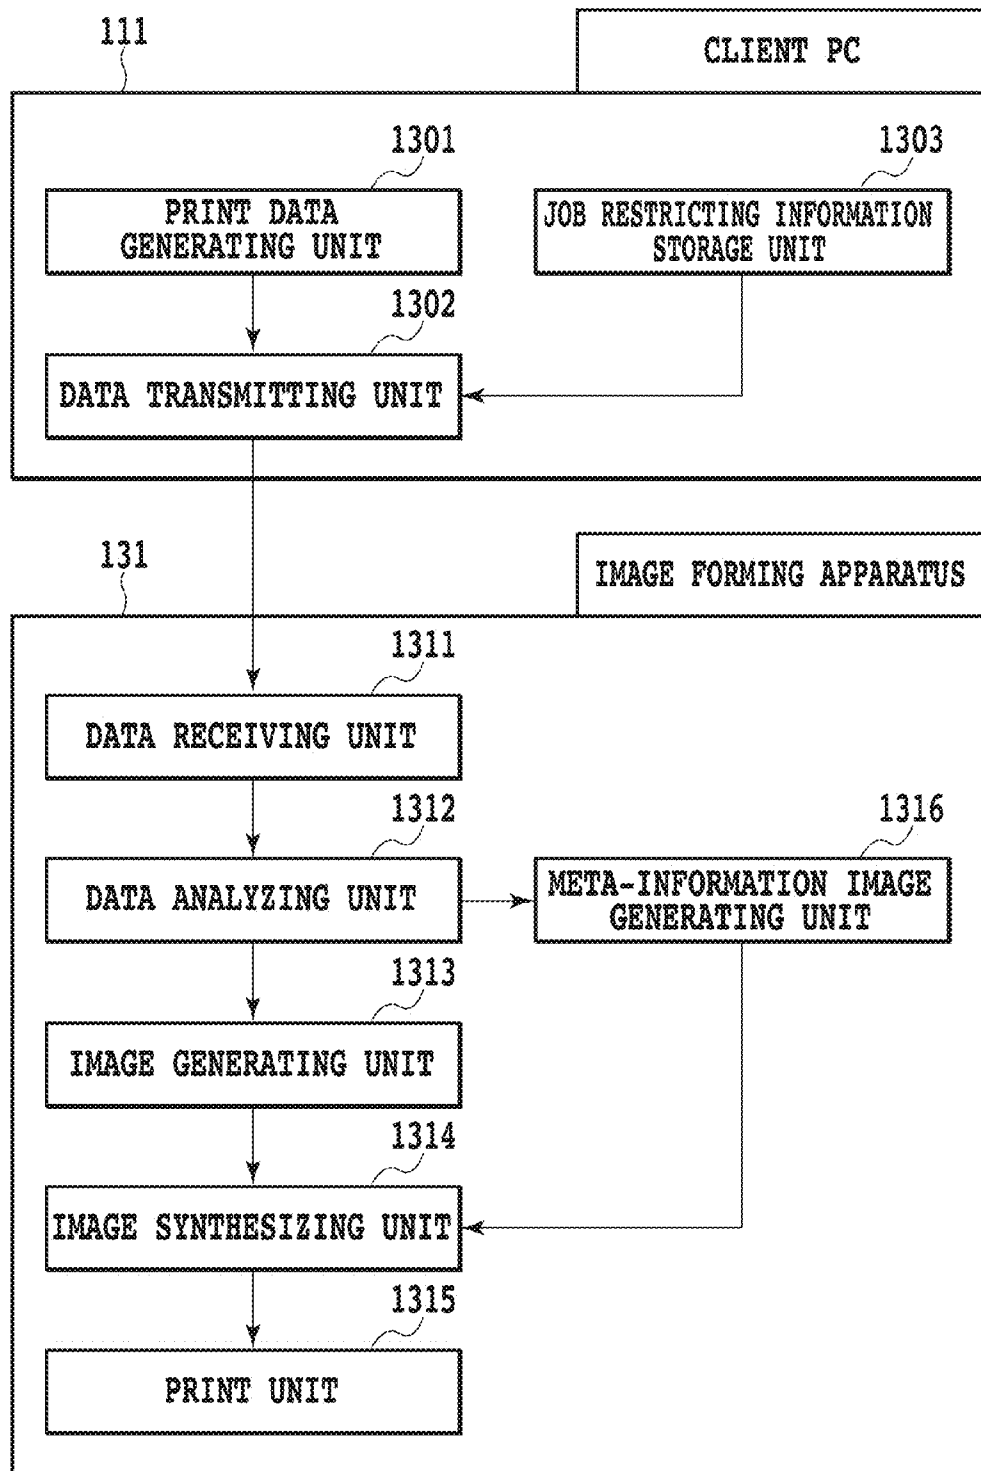 111
CLIENT PC
1301
1303
PRINT DATA
GENERATING UNIT
JOB RESTRICTING INFORMATION
STORAGE UNIT
1302
DATA TRANSMITTING UNIT
131
IMAGE FORMING APPARATUS
1311
DATA RECEIVING UNIT
1312
1316
DATA ANALYZING UNIT
META-INFORMATION IMAGE
GENERATING UNIT
1313
IMAGE GENERATING UNIT
1314
IMAGE SYNTHESIZING UNIT
1315
PRINT UNIT